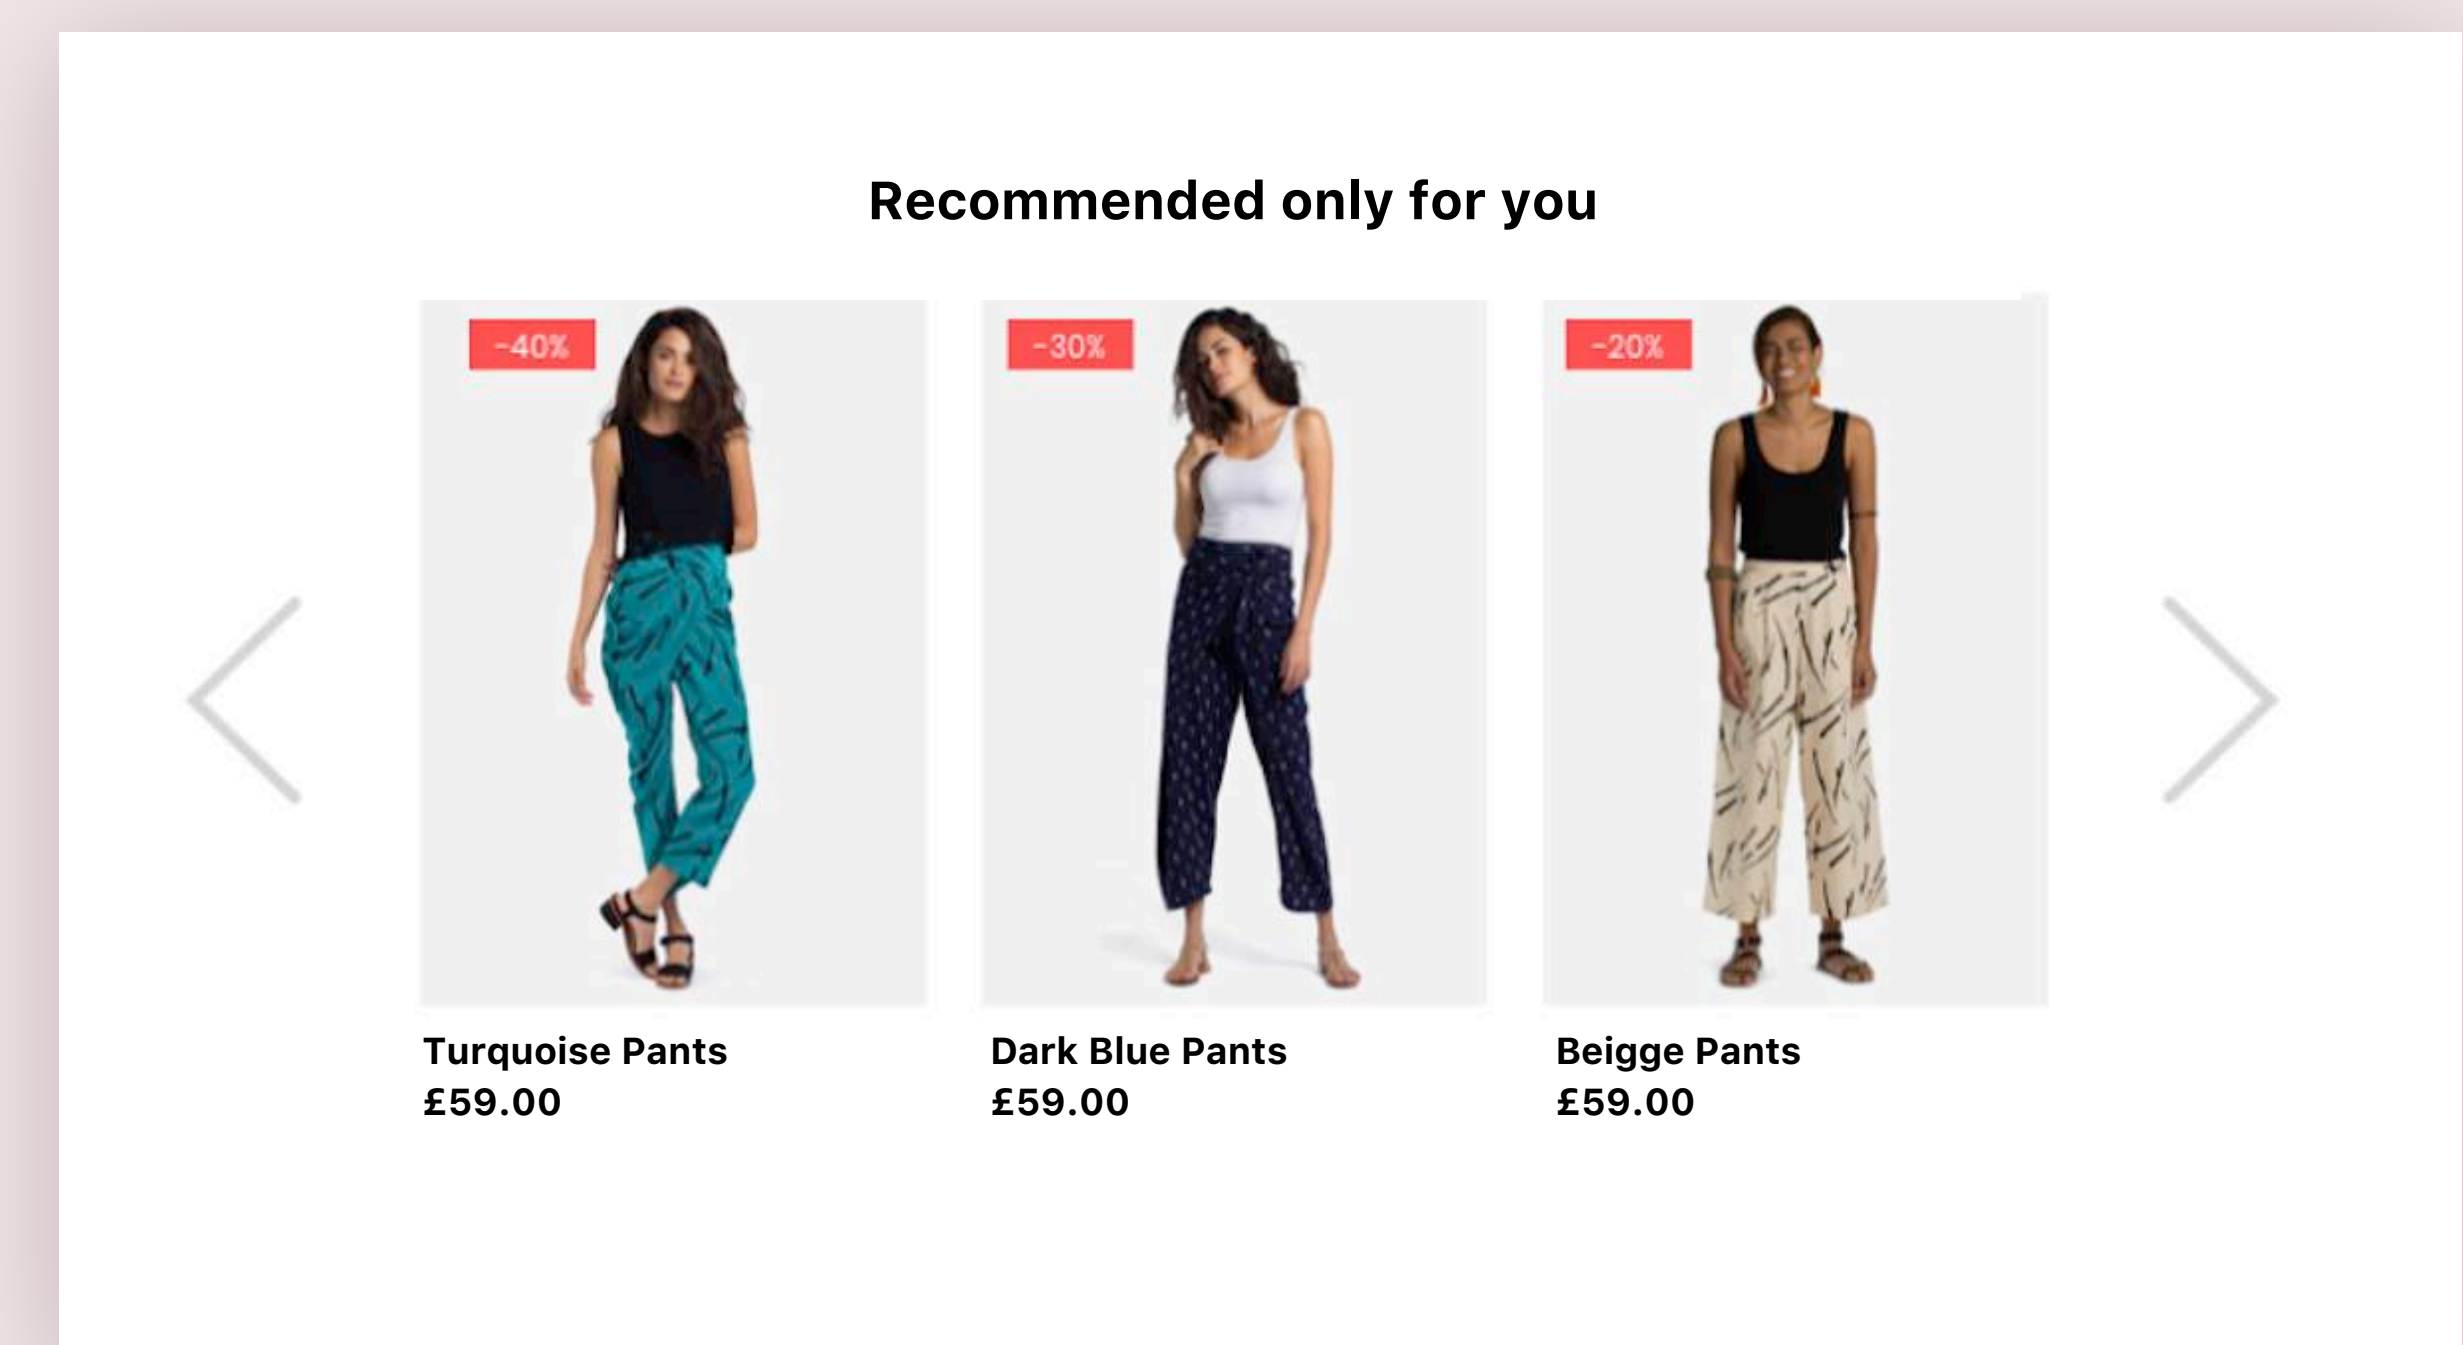 Recommended only for you
-40%
-30%
-20%
Turquoise Pants
£59.00
Dark Blue Pants
£59.00
Beigge Pants
£59.00